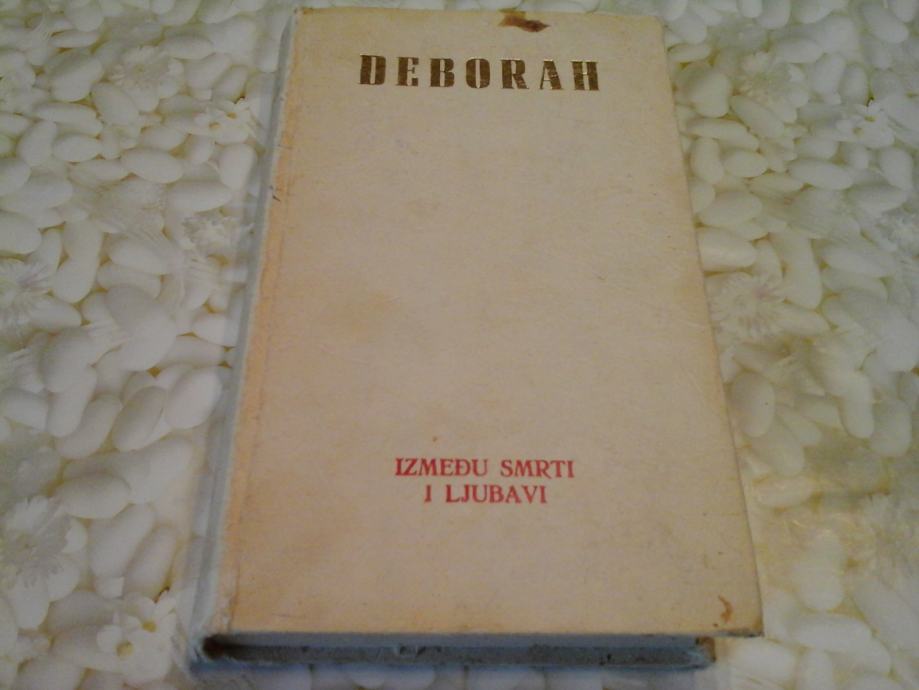 DEBORAH
IZMEĐU SMRTI
I LJUBAVI